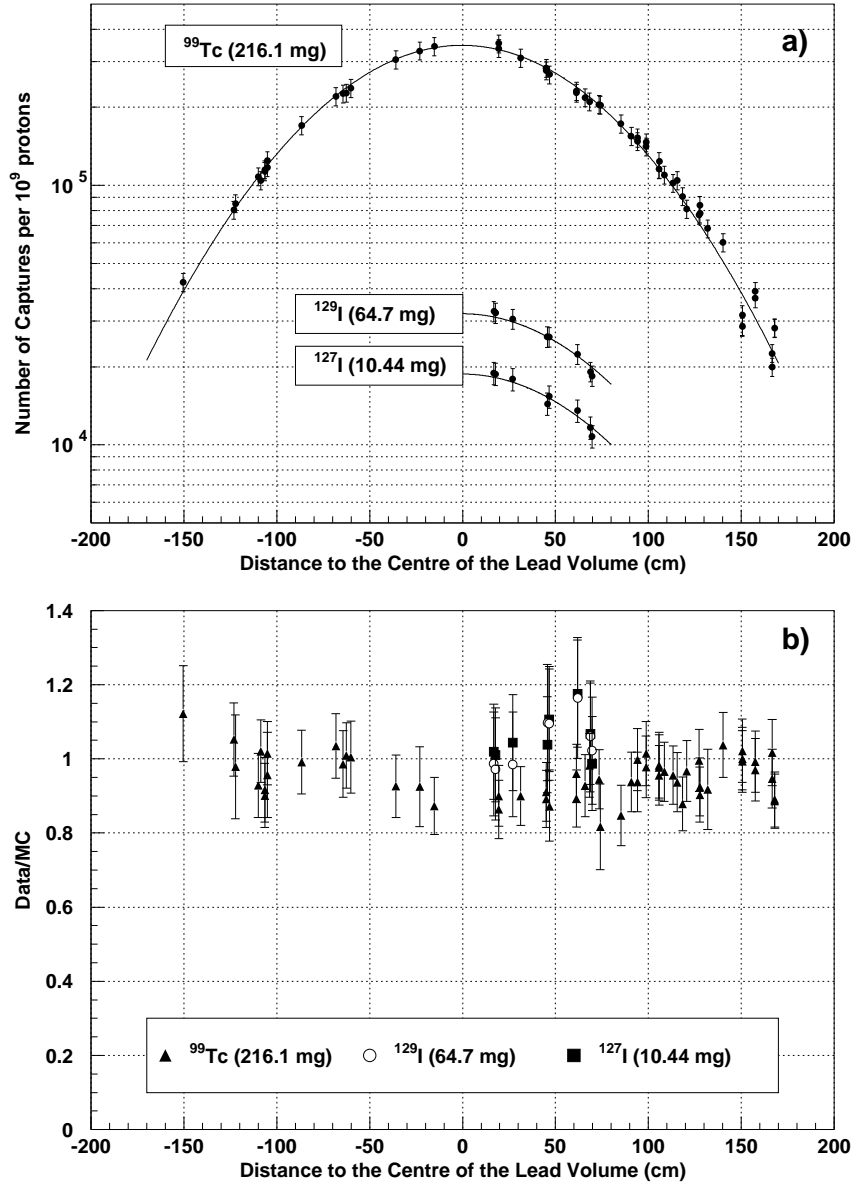 a)
⁹⁹Tc (216.1 mg)
Number of Captures per 10⁹ protons
10⁵
10⁴
¹²⁹I (64.7 mg)
¹²⁷I (10.44 mg)
-200 -150 -100 -50 0 50 100 150 200
Distance to the Centre of the Lead Volume (cm)
b)
Data/MC
1.4
1.2
1
0.8
0.6
0.4
0.2
0
⁹⁹Tc (216.1 mg) ¹²⁹I (64.7 mg) ¹²⁷I (10.44 mg)
-200 -150 -100 -50 0 50 100 150 200
Distance to the Centre of the Lead Volume (cm)